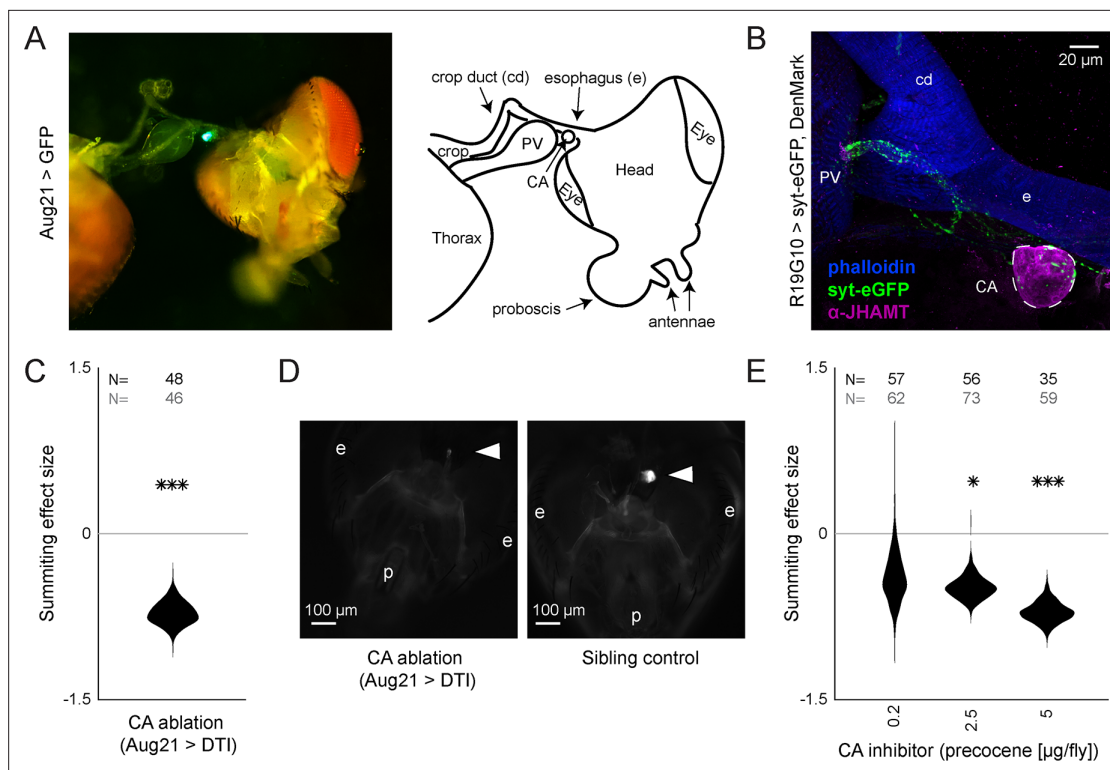 A
Aug21 > GFP
crop duct (cd)
esophagus (e)
crop
PV
CA
Eye
Head
Eye
Thorax
proboscis
antennae
B
R19G10 > syt-eGFP, DenMark
20 µm
cd
PV
e
phalloidin
syt-eGFP
α-JHAMT
CA
C
Summiting effect size
1.5
N= 48
N= 46
***
0
-1.5
CA ablation
(Aug21 > DTI)
D
e
e
p
100 µm
CA ablation
(Aug21 > DTI)
e
e
p
100 µm
Sibling control
E
Summiting effect size
1.5
N= 57 56 35
N= 62 73 59
* ***
0
-1.5
0.2 2.5 5
CA inhibitor (precocene [µg/fly])